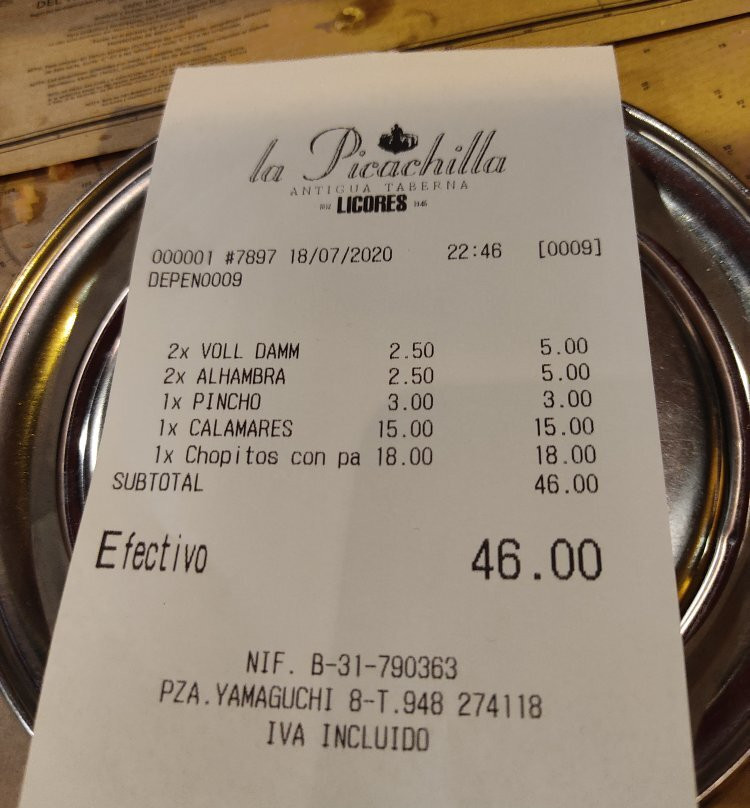 la Picachilla
ANTIGUA TABERNA
LICORES
000001 #7897 18/07/2020 22:46 [0009]
DEPEN0009
2x VOLL DAMM 2.50 5.00
2x ALHAMBRA 2.50 5.00
1x PINCHO 3.00 3.00
1x CALAMARES 15.00 15.00
1x Chopitos con pa 18.00 18.00
SUBTOTAL 46.00
Efectivo 46.00
NIF. B-31-790363
PZA.YAMAGUCHI 8-T.948 274118
IVA INCLUIDO